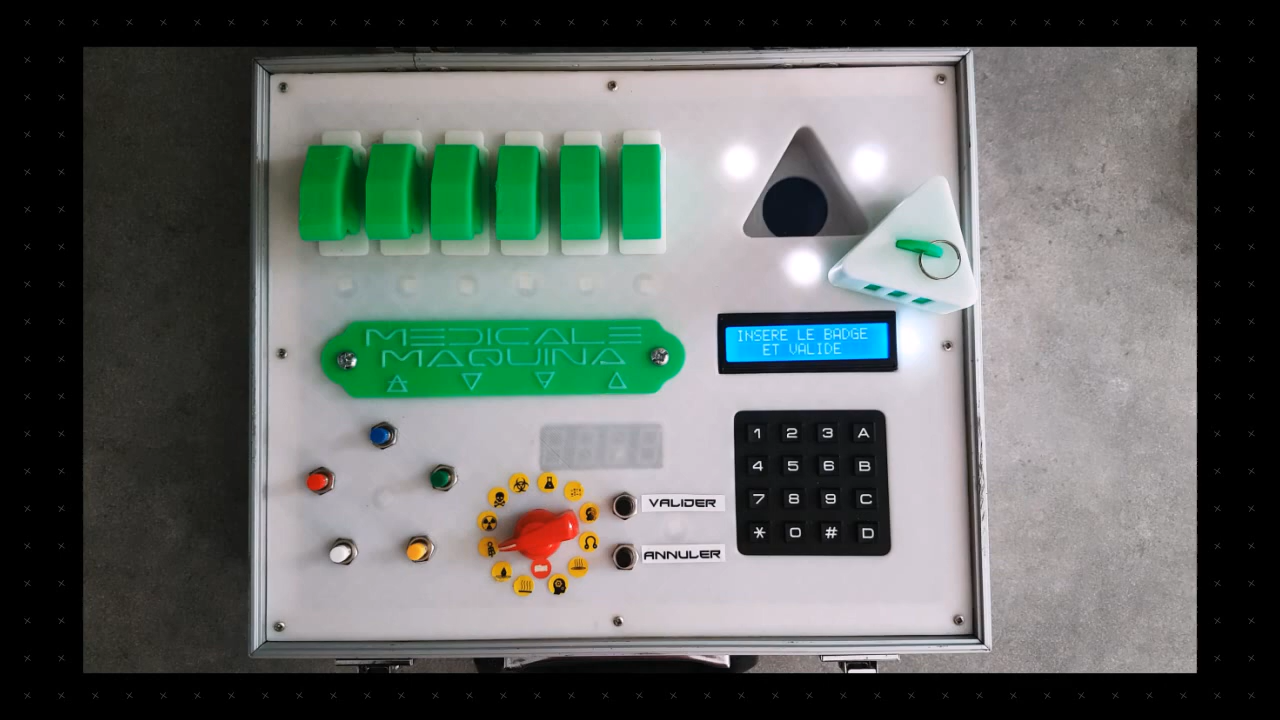 MEDICALE
MAQUINA
INSERE LE BADGE
ET VALIDE
1 2 3 A
4 5 6 B
7 8 9 C
* 0 # D
VALIDER
ANNULER